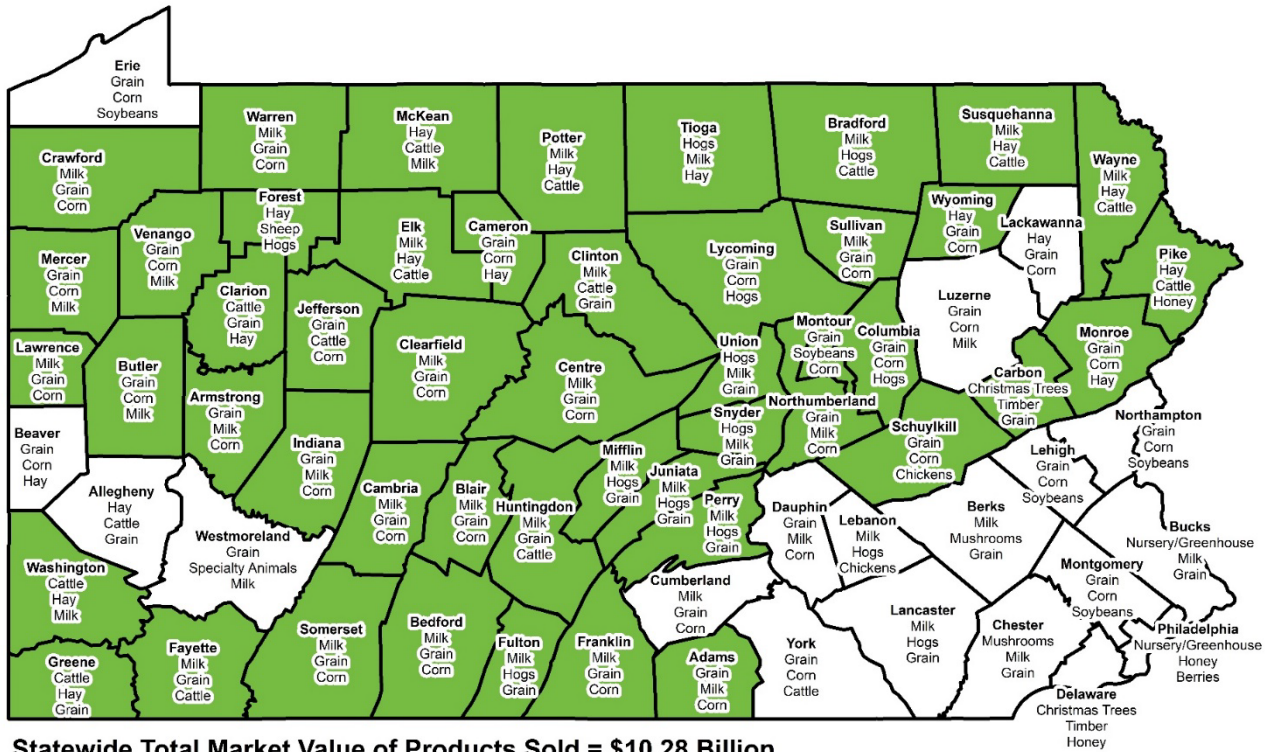 Erie
Grain
Corn
Soybeans
Warren
Milk
Grain
Corn
McKean
Hay
Cattle
Milk
Potter
Milk
Hay
Cattle
Tioga
Hogs
Milk
Hay
Bradford
Milk
Hogs
Cattle
Susquehanna
Milk
Hay
Cattle
Wayne
Milk
Hay
Cattle
Crawford
Milk
Grain
Corn
Forest
Hay
Sheep
Hogs
Venango
Grain
Corn
Milk
Elk
Milk
Hay
Cattle
Cameron
Grain
Corn
Hay
Clinton
Milk
Cattle
Grain
Lycoming
Grain
Corn
Hogs
Sullivan
Milk
Grain
Corn
Wyoming
Hay
Grain
Corn
Lackawanna
Hay
Grain
Corn
Pike
Hay
Cattle
Honey
Mercer
Grain
Corn
Milk
Clarion
Cattle
Grain
Hay
Jefferson
Grain
Cattle
Corn
Clearfield
Milk
Grain
Corn
Centre
Milk
Grain
Corn
Union
Hogs
Milk
Grain
Montour
Grain
Soybeans
Corn
Columbia
Grain
Corn
Hogs
Luzerne
Grain
Corn
Milk
Monroe
Grain
Corn
Hay
Carbon
Christmas Trees
Timber
Grain
Lawrence
Milk
Grain
Corn
Butler
Grain
Corn
Milk
Armstrong
Grain
Milk
Corn
Indiana
Grain
Milk
Corn
Snyder
Hogs
Milk
Grain
Northumberland
Grain
Milk
Corn
Schuylkill
Grain
Corn
Chickens
Northampton
Grain
Corn
Soybeans
Lehigh
Grain
Corn
Soybeans
Beaver
Grain
Corn
Hay
Allegheny
Hay
Cattle
Grain
Westmoreland
Grain
Specialty Animals
Milk
Cambria
Milk
Grain
Corn
Blair
Milk
Grain
Corn
Huntingdon
Milk
Grain
Cattle
Mifflin
Milk
Hogs
Grain
Juniata
Milk
Hogs
Grain
Perry
Milk
Hogs
Grain
Dauphin
Grain
Milk
Corn
Lebanon
Milk
Hogs
Chickens
Berks
Milk
Mushrooms
Grain
Bucks
Nursery/Greenhouse
Milk
Grain
Montgomery
Grain
Corn
Soybeans
Washington
Cattle
Hay
Milk
Greene
Cattle
Hay
Grain
Fayette
Milk
Grain
Cattle
Somerset
Milk
Grain
Corn
Bedford
Milk
Grain
Corn
Fulton
Milk
Hogs
Grain
Franklin
Milk
Grain
Corn
Cumberland
Milk
Grain
Corn
Adams
Grain
Milk
Corn
York
Grain
Corn
Cattle
Lancaster
Milk
Hogs
Grain
Chester
Mushrooms
Milk
Grain
Philadelphia
Nursery/Greenhouse
Honey
Berries
Delaware
Christmas Trees
Timber
Honey
Statewide Total Market Value of Products Sold = $10.28 Billion